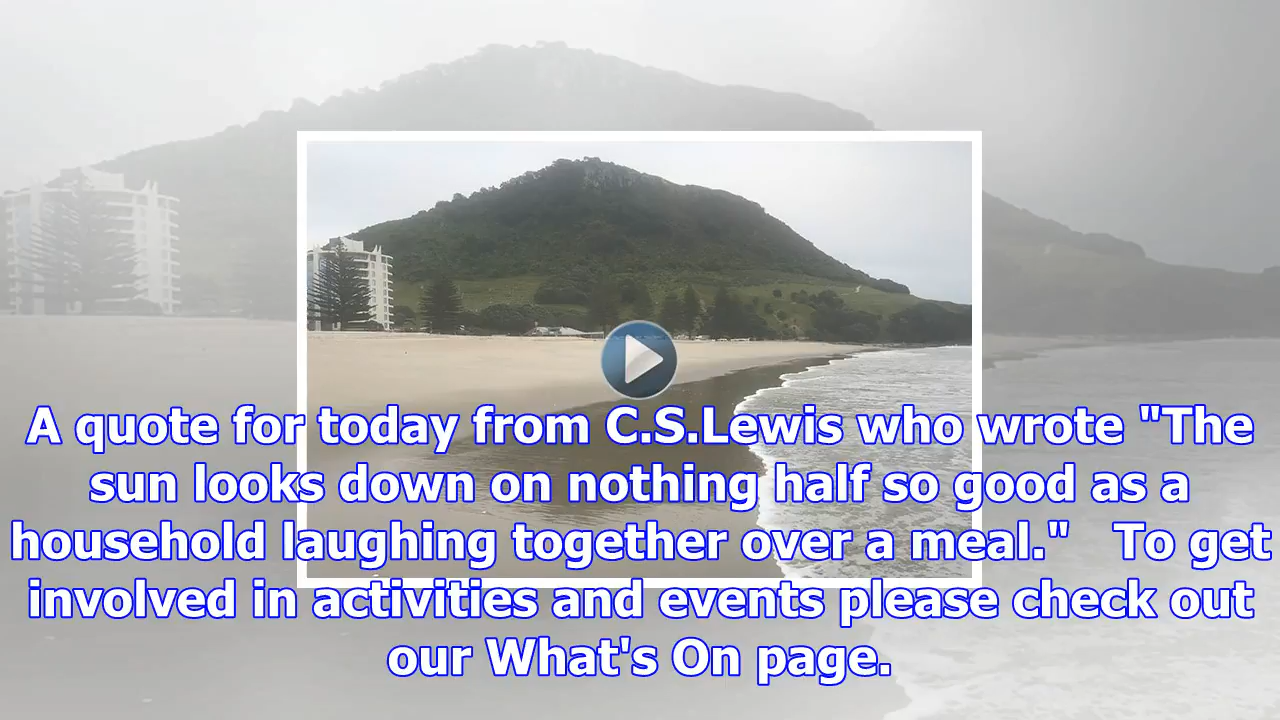 A quote for today from C.S.Lewis who wrote "The
sun looks down on nothing half so good as a
household laughing together over a meal."   To get
involved in activities and events please check out
our What's On page.